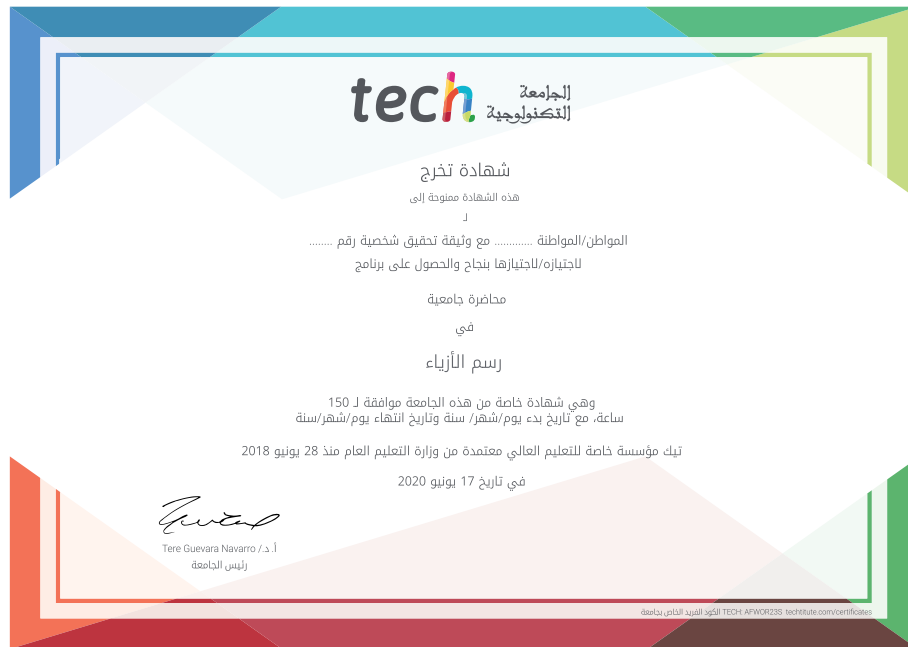 tech الجامعة
التكنولوجية
شهادة تخرج
هذه الشهادة ممنوحة إلى
لـ
المواطن/المواطنة ............. مع وثيقة تحقيق شخصية رقم ........
لاجتيازه/لاجتيازها بنجاح والحصول على برنامج
محاضرة جامعية
في
رسم الأزياء
وهي شهادة خاصة من هذه الجامعة موافقة لـ 150
ساعة، مع تاريخ بدء يوم/شهر/ سنة وتاريخ انتهاء يوم/شهر/سنة
تيك مؤسسة خاصة للتعليم العالي معتمدة من وزارة التعليم العام منذ 28 يونيو 2018
في تاريخ 17 يونيو 2020
أ. د./ Tere Guevara Navarro
رئيس الجامعة
الكود الفريد الخاص بجامعة TECH: AFWOR23S techtitute.com/certificates